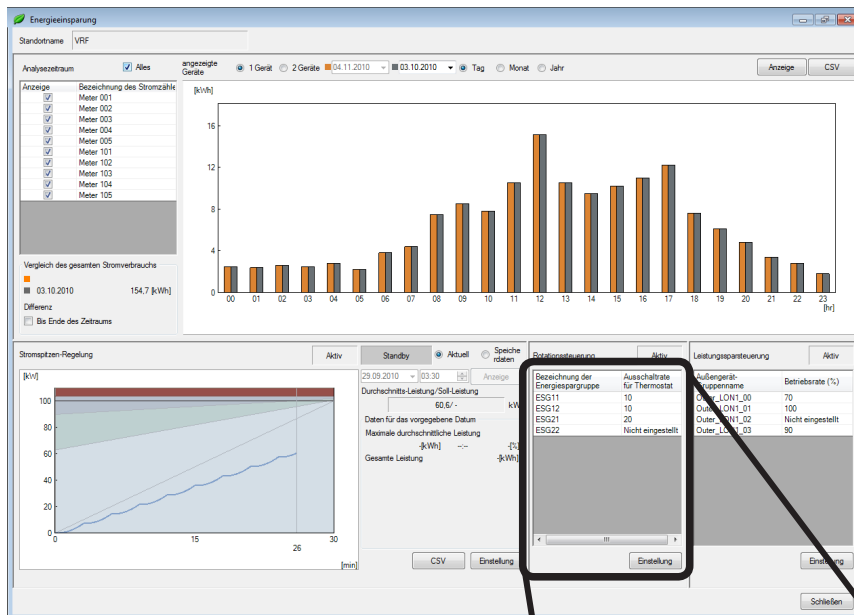 Energieeinsparung
Standortname VRF
Analysezeitraum Alles
angezeigte Geräte 1 Gerät 2 Geräte 04.11.2010 03.10.2010 Tag Monat Jahr Anzeige CSV
Anzeige Bezeichnung des Stromzähle
Meter 001
Meter 002
Meter 003
Meter 004
Meter 005
Meter 101
Meter 102
Meter 103
Meter 104
Meter 105
Vergleich des gesamten Stromverbrauchs
03.10.2010 154,7 [kWh]
Differenz
Bis Ende des Zeitraums
[kWh]
16
12
8
4
0
00 01 02 03 04 05 06 07 08 09 10 11 12 13 14 15 16 17 18 19 20 21 22 23
[hr]
Stromspitzen-Regelung Aktiv
[kW]
100
80
60
40
20
0
0 15 30
26
[min]
Standby Aktuell Speiche
rdaten
29.09.2010 03:30 Anzeige
Durchschnitts-Leistung/Soll-Leistung
60,6/- kW
Daten für das vorgegebene Datum
Maximale durchschnittliche Leistung
-[kWh] --:-- -[%]
Gesamte Leistung -[kWh]
CSV Einstellung
Rotationssteuerung Aktiv
Bezeichnung der Ausschaltrate
Energiespargruppe für Thermostat
ESG11 10
ESG12 10
ESG21 20
ESG22 Nicht eingestellt
Einstellung
Leistungssparsteuerung Aktiv
Außengerät-
Gruppenname Betriebsrate (%)
Outer_LON1_00 70
Outer_LON1_01 100
Outer_LON1_02 Nicht eingestellt
Outer_LON1_03 90
Einstellung
Schließen